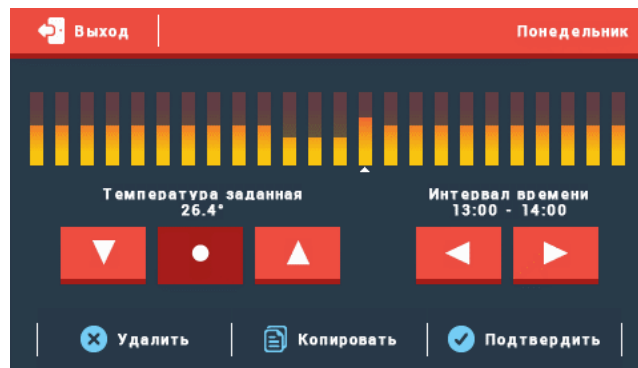 Выход
Понедельник
Температура заданная
26.4°
Интервал времени
13:00 - 14:00
Удалить
Копировать
Подтвердить